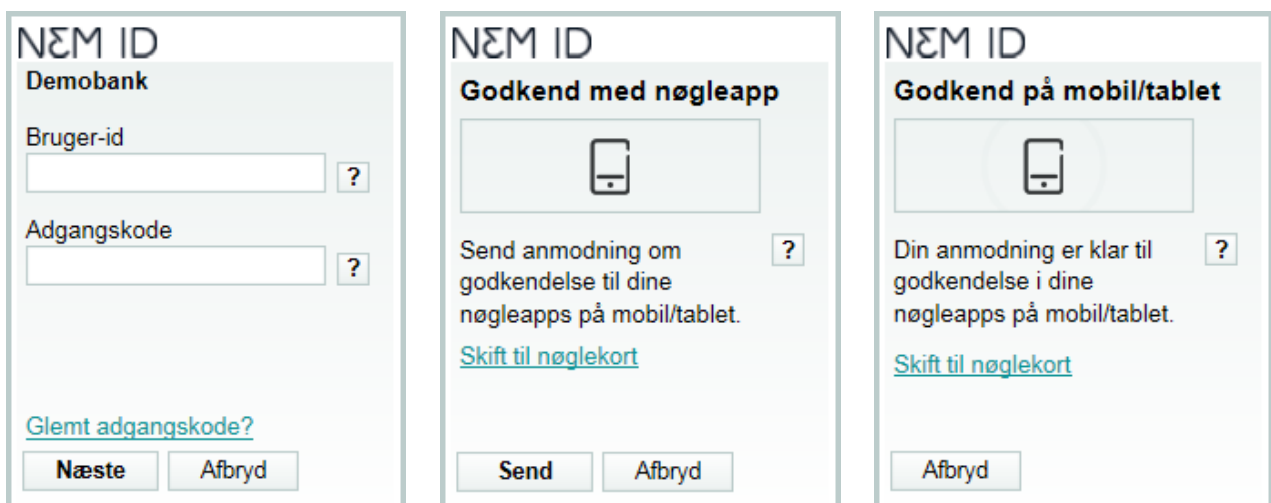 NEM ID
Demobank
Bruger-id
?
Adgangskode
?
Glemt adgangskode?
Næste
Afbryd
NEM ID
Godkend med nøgleapp
Send anmodning om
?
godkendelse til dine
nøgleapps på mobil/tablet.
Skift til nøglekort
Send
Afbryd
NEM ID
Godkend på mobil/tablet
Din anmodning er klar til
?
godkendelse i dine
nøgleapps på mobil/tablet.
Skift til nøglekort
Afbryd